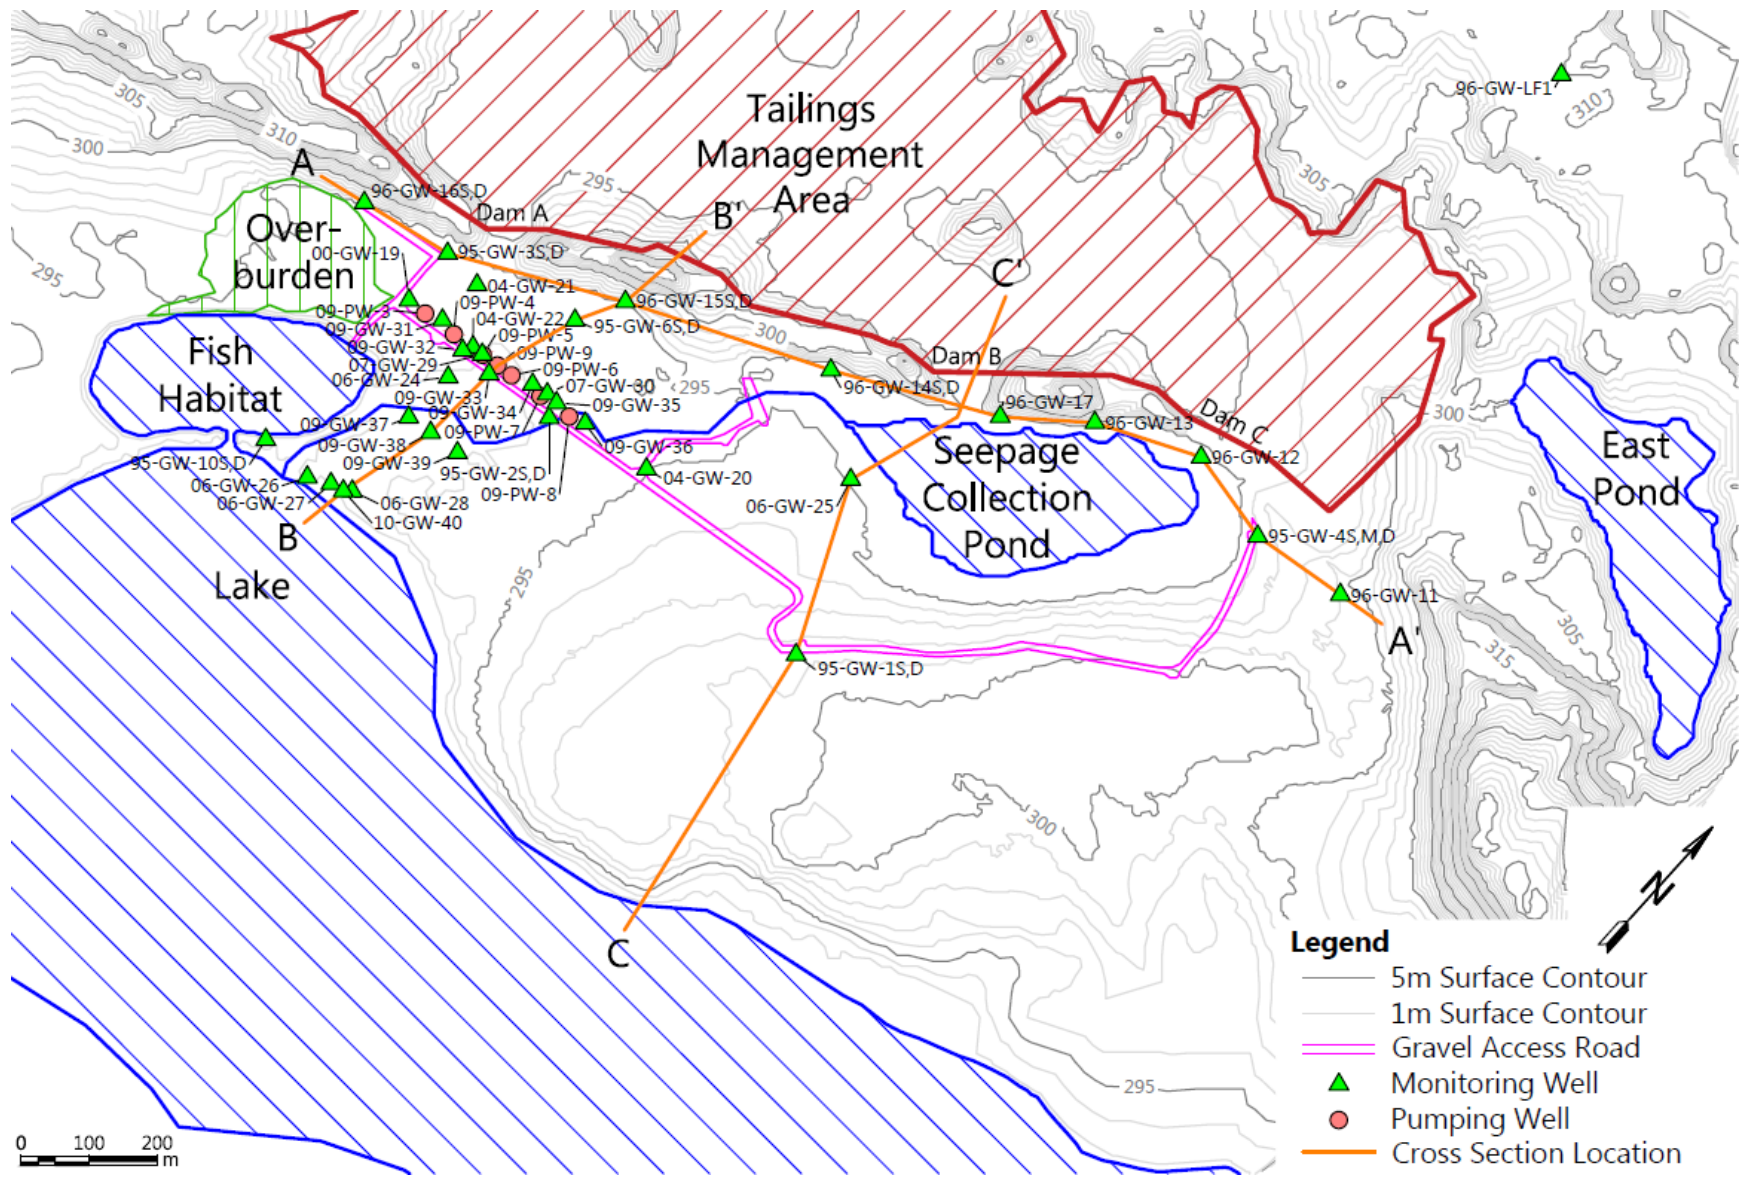 96-GW-LF1
310
305
Tailings
Management
Area
310
300
A
295
305
96-GW-16S,D
B'
Dam A
Over-
burden
00-GW-19
95-GW-3S,D
295
C'
04-GW-21
09-PW-3
09-PW-4
96-GW-15S,D
09-GW-31
04-GW-22
95-GW-6S,D
300
09-PW-5
Fish
Habitat
09-GW-32
09-PW-9
Dam B
07-GW-29
09-PW-6
06-GW-24
07-GW-30
295
96-GW-14S,D
09-GW-33
09-GW-35
96-GW-17
Dam C
300
09-GW-34
09-GW-37
09-PW-7
96-GW-13
09-GW-38
09-GW-36
Seepage
Collection
Pond
East
Pond
09-GW-39
96-GW-12
95-GW-10S,D
95-GW-2S,D
04-GW-20
06-GW-26
09-PW-8
06-GW-27
06-GW-28
06-GW-25
10-GW-40
B
95-GW-4S,M,D
Lake
295
96-GW-11
A'
305
315
95-GW-1S,D
300
C
N
Legend
5m Surface Contour
1m Surface Contour
Gravel Access Road
Monitoring Well
Pumping Well
Cross Section Location
295
0 100 200
m